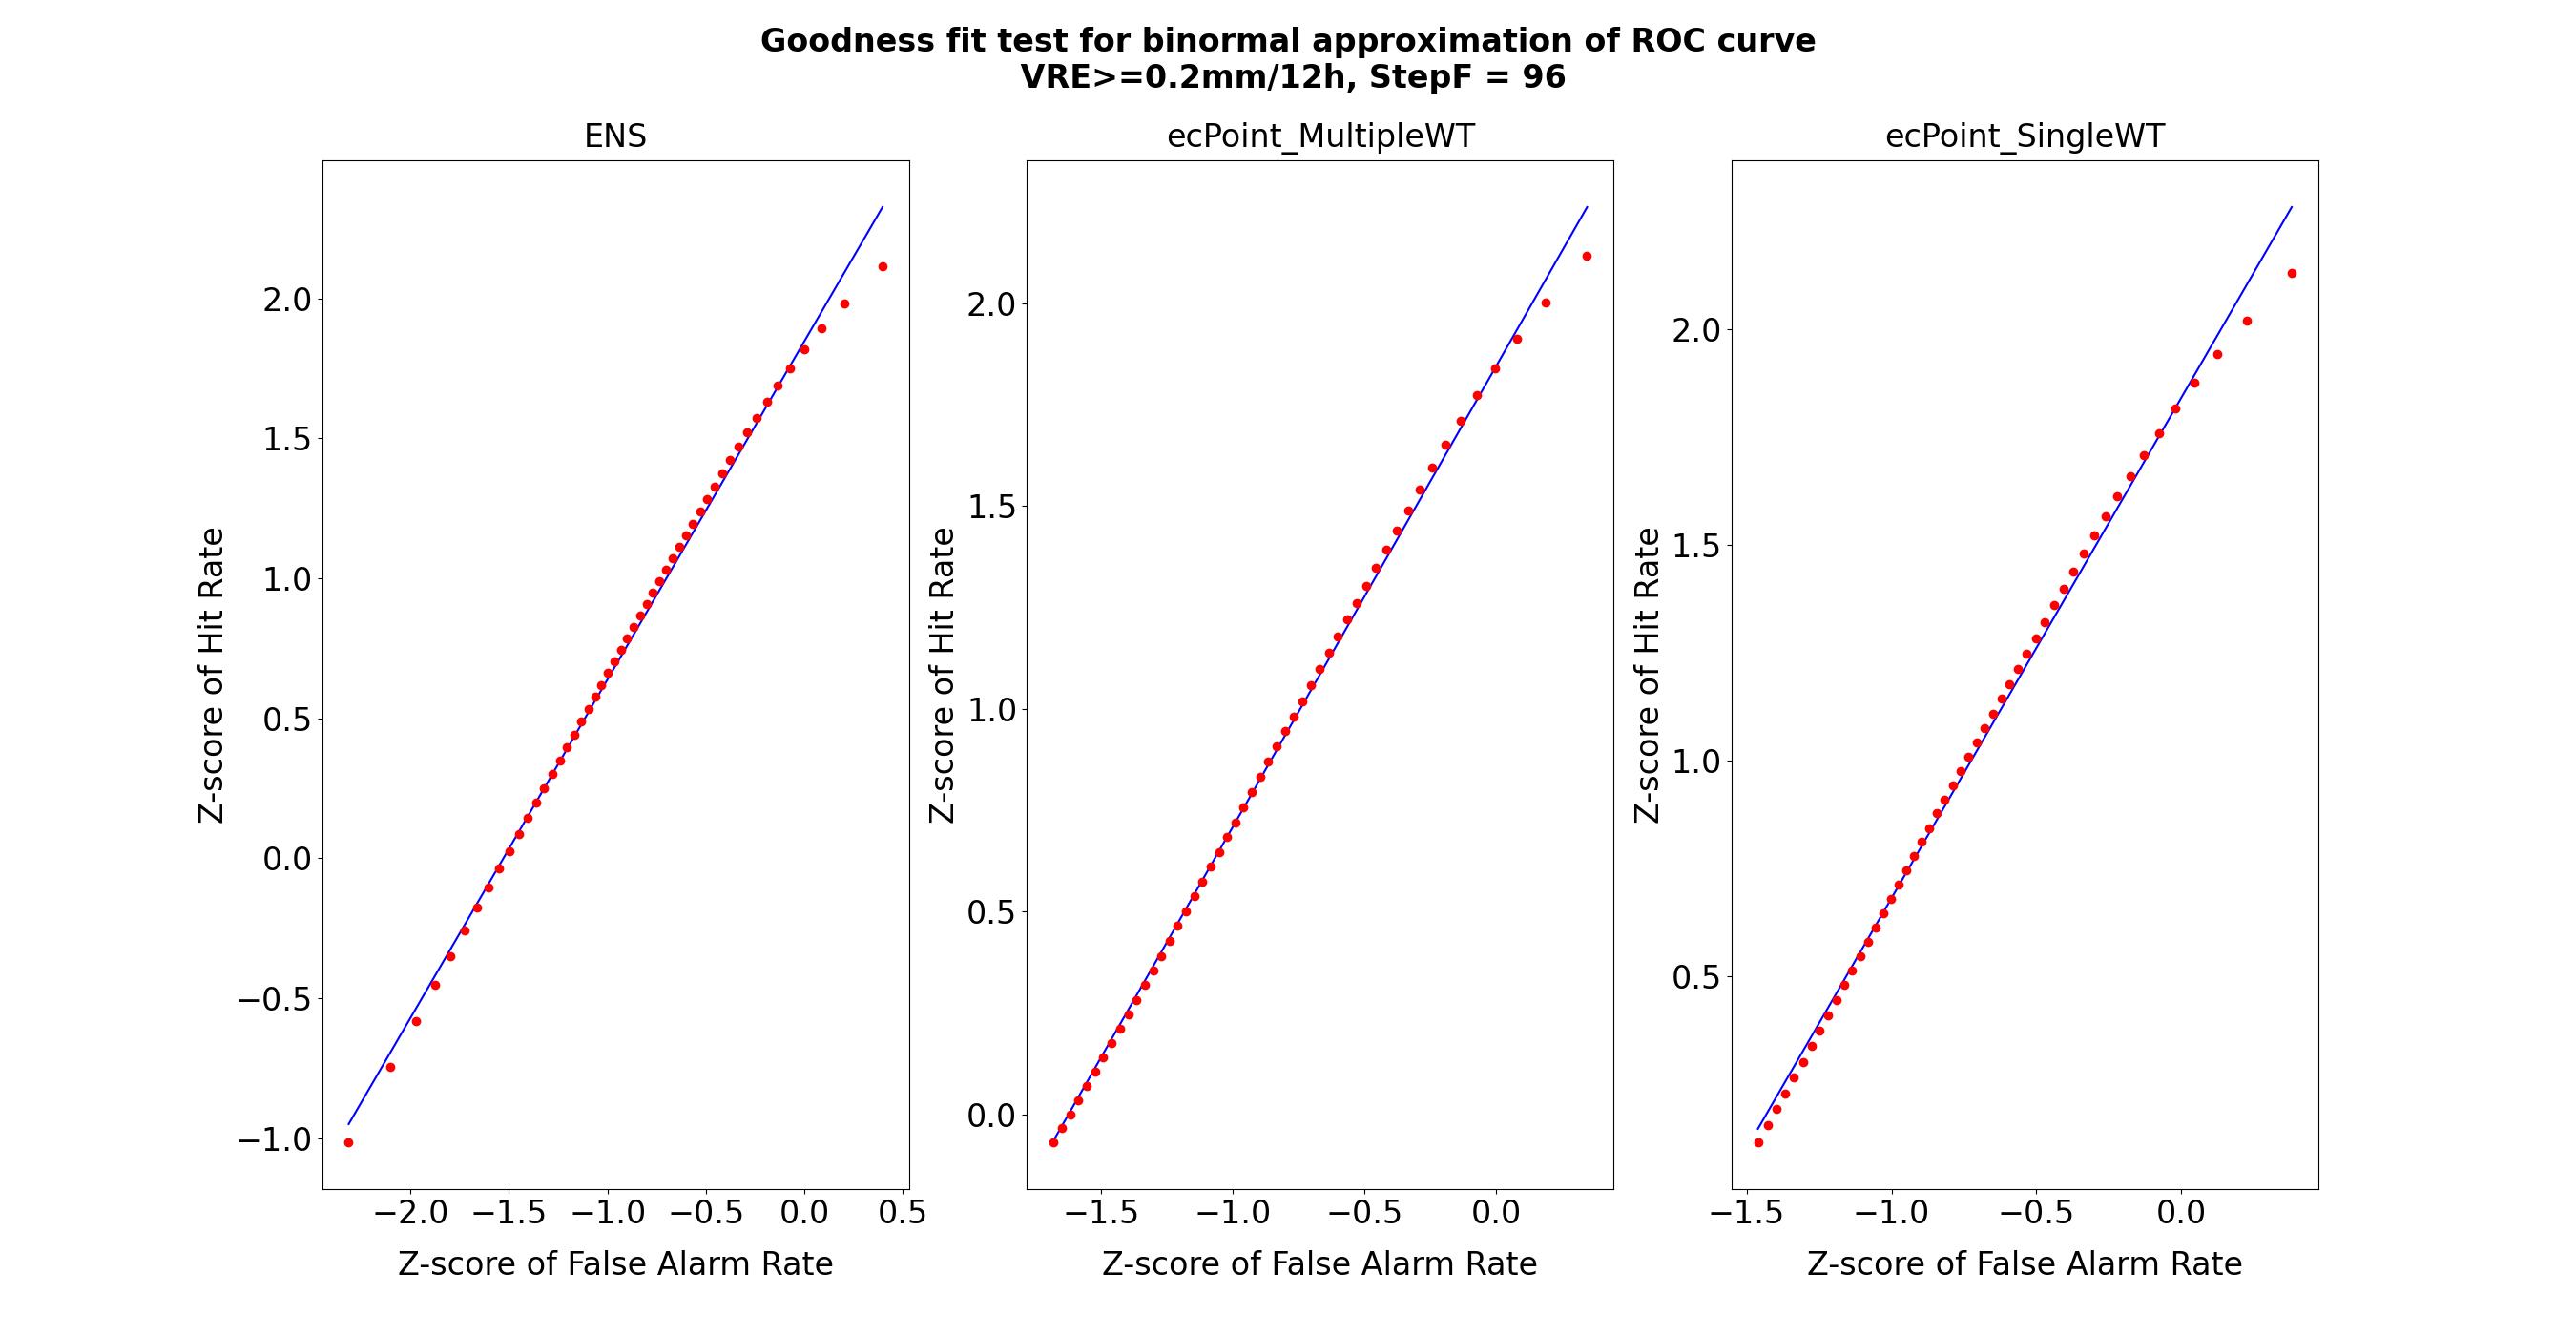 Goodness fit test for binormal approximation of ROC curve
VRE>=0.2mm/12h, StepF = 96
ENS
2.0
1.5
1.0
0.5
0.0
−0.5
−1.0
Z-score of Hit Rate
−2.0 −1.5 −1.0 −0.5 0.0 0.5
Z-score of False Alarm Rate
ecPoint_MultipleWT
2.0
1.5
1.0
0.5
0.0
Z-score of Hit Rate
−1.5 −1.0 −0.5 0.0
Z-score of False Alarm Rate
ecPoint_SingleWT
2.0
1.5
1.0
0.5
Z-score of Hit Rate
−1.5 −1.0 −0.5 0.0
Z-score of False Alarm Rate